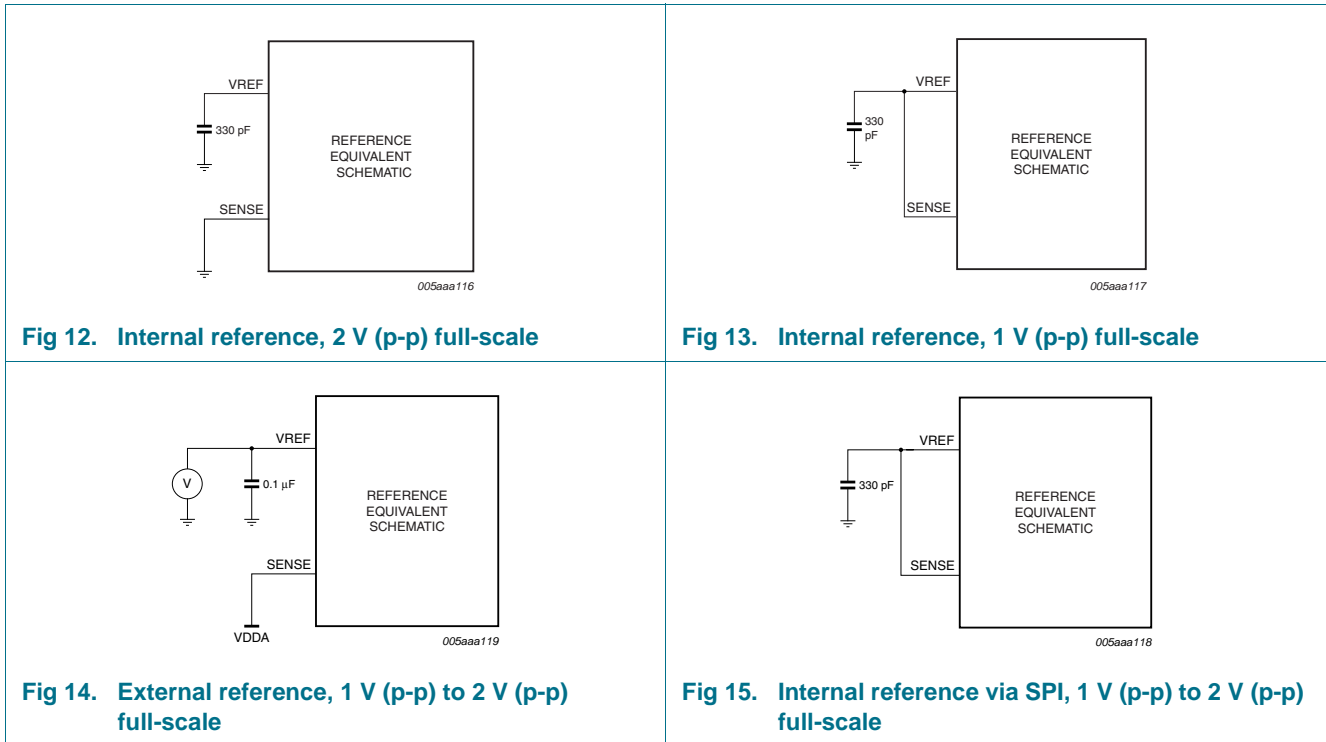 VREF
330 pF
REFERENCE
EQUIVALENT
SCHEMATIC
SENSE
005aaa116
Fig 12. Internal reference, 2 V (p-p) full-scale
VREF
330
pF
REFERENCE
EQUIVALENT
SCHEMATIC
SENSE
005aaa117
Fig 13. Internal reference, 1 V (p-p) full-scale
VREF
V
0.1 μF
REFERENCE
EQUIVALENT
SCHEMATIC
SENSE
VDDA
005aaa119
Fig 14. External reference, 1 V (p-p) to 2 V (p-p)
full-scale
VREF
330 pF
REFERENCE
EQUIVALENT
SCHEMATIC
SENSE
005aaa118
Fig 15. Internal reference via SPI, 1 V (p-p) to 2 V (p-p)
full-scale